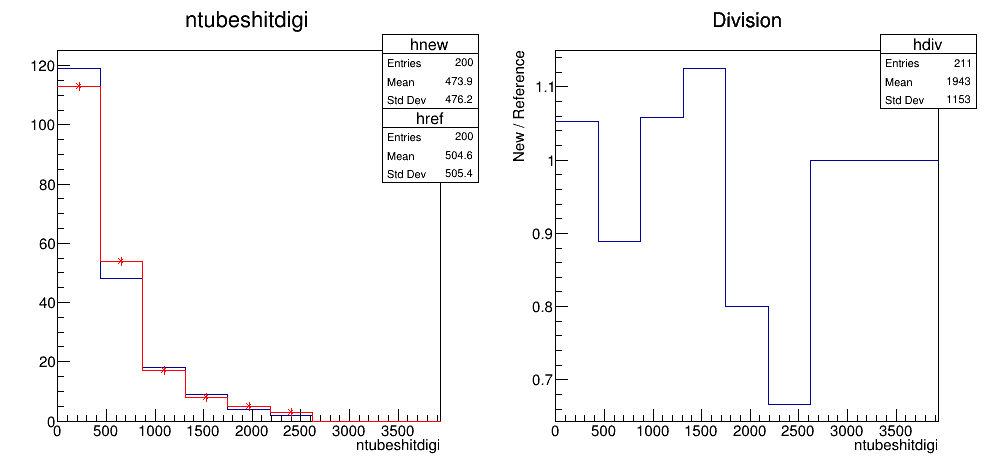 ntubeshitdigi
hnew
Entries 200
Mean 473.9
Std Dev 476.2
href
Entries 200
Mean 504.6
Std Dev 505.4
120
100
80
60
40
20
0
0 500 1000 1500 2000 2500 3000 3500
ntubeshitdigi
Division
hdiv
Entries 211
Mean 1943
Std Dev 1153
New / Reference
1.1
1
0.9
0.8
0.7
0 500 1000 1500 2000 2500 3000 3500
ntubeshitdigi